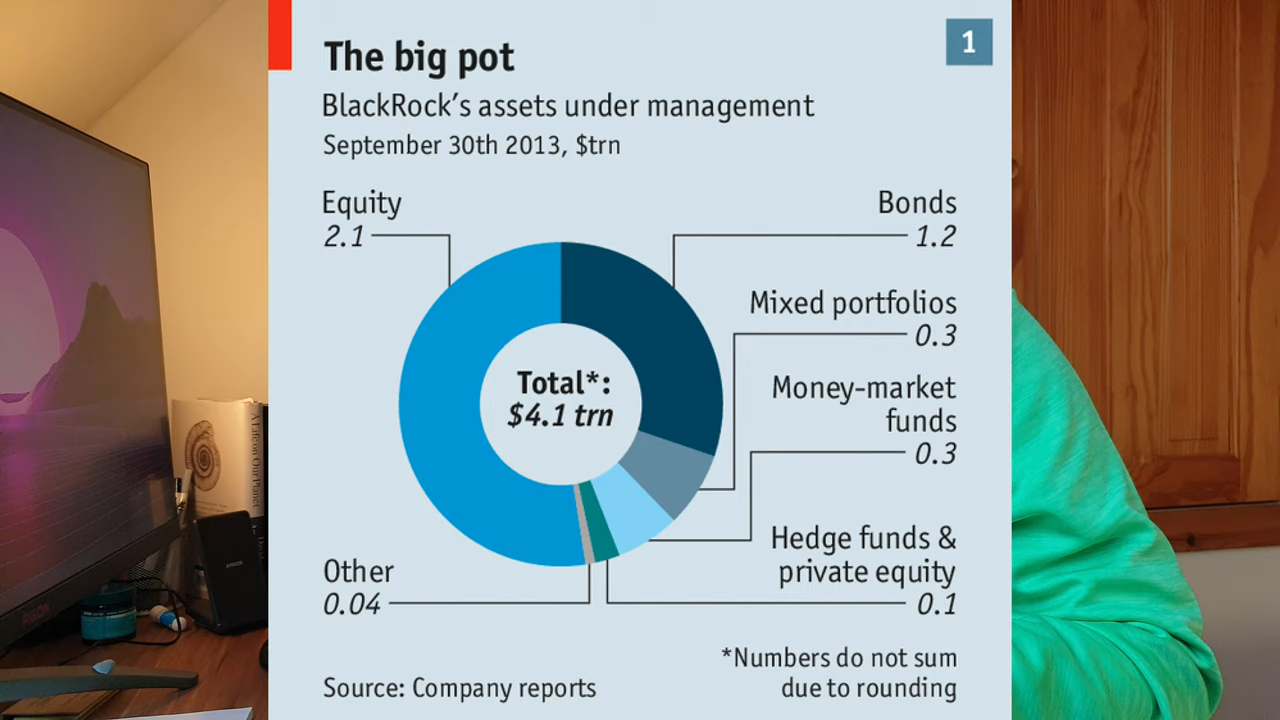 The big pot
1
BlackRock's assets under management
September 30th 2013, $trn
Equity
2.1
Bonds
1.2
Mixed portfolios
0.3
Money-market
funds
0.3
Total*:
$4.1 trn
Hedge funds &
private equity
0.1
Other
0.04
*Numbers do not sum
due to rounding
Source: Company reports